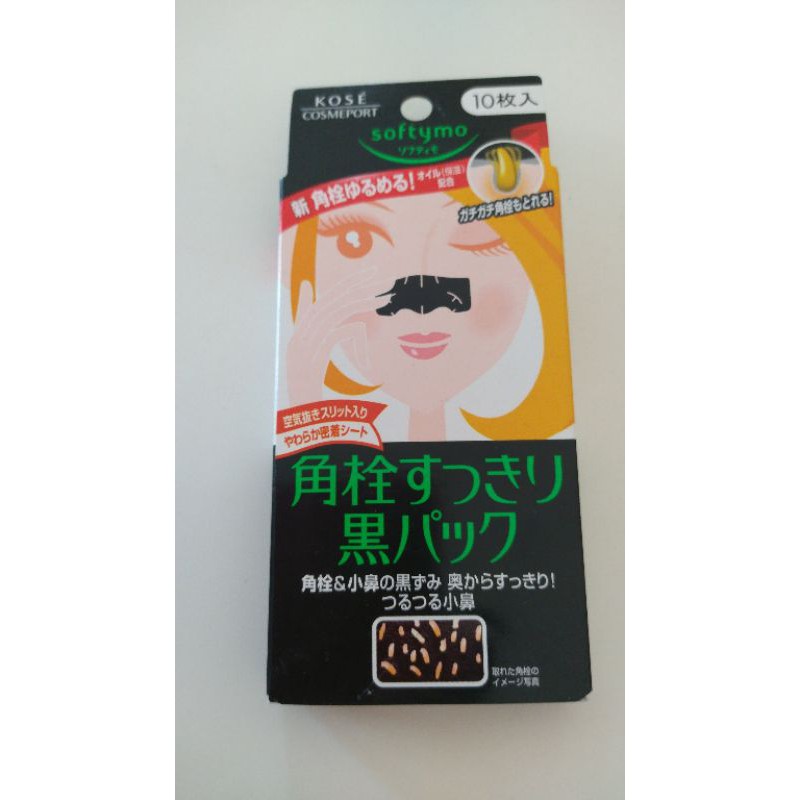 KOSÉ
COSMEPORT
10枚入
softymo
ソフティモ
新 角栓ゆるめる! オイル(保湿)配合
ガチガチ角栓もとれる!
空気抜きスリット入り
やわらか密着シート
角栓すっきり
黒パック
角栓&小鼻の黒ずみ 奥からすっきり!
つるつる小鼻
取れた角栓の
イメージ写真